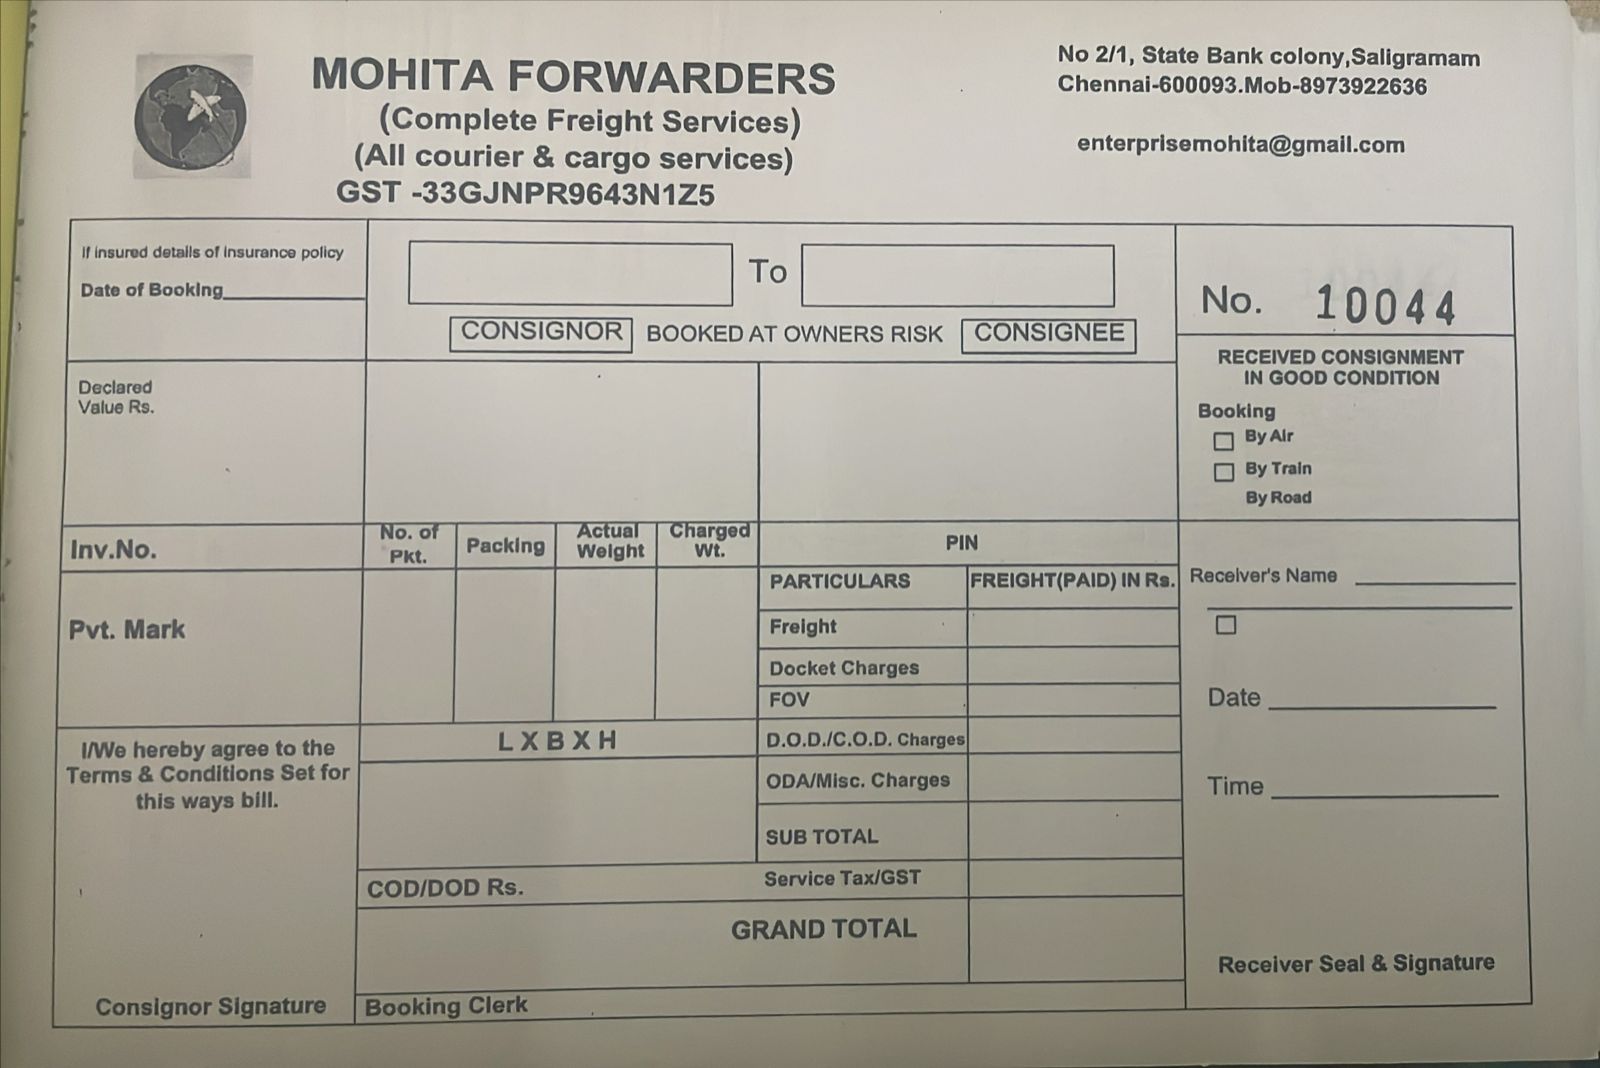 MOHITA FORWARDERS
(Complete Freight Services)
(All courier & cargo services)
GST -33GJNPR9643N1Z5
No 2/1, State Bank colony,Saligramam
Chennai-600093.Mob-8973922636
enterprisemohita@gmail.com
If insured details of insurance policy
Date of Booking
To
CONSIGNOR BOOKED AT OWNERS RISK CONSIGNEE
No. 10044
RECEIVED CONSIGNMENT
IN GOOD CONDITION
Booking
By Air
By Train
By Road
Declared
Value Rs.
Inv.No.
No. of
Pkt.
Packing
Actual
Weight
Charged
Wt.
PIN
PARTICULARS FREIGHT(PAID) IN Rs.
Receiver's Name
Pvt. Mark
Freight
Docket Charges
FOV
Date
L X B X H
D.O.D./C.O.D. Charges
I/We hereby agree to the
Terms & Conditions Set for
this ways bill.
ODA/Misc. Charges
Time
SUB TOTAL
COD/DOD Rs.
Service Tax/GST
GRAND TOTAL
Receiver Seal & Signature
Consignor Signature
Booking Clerk